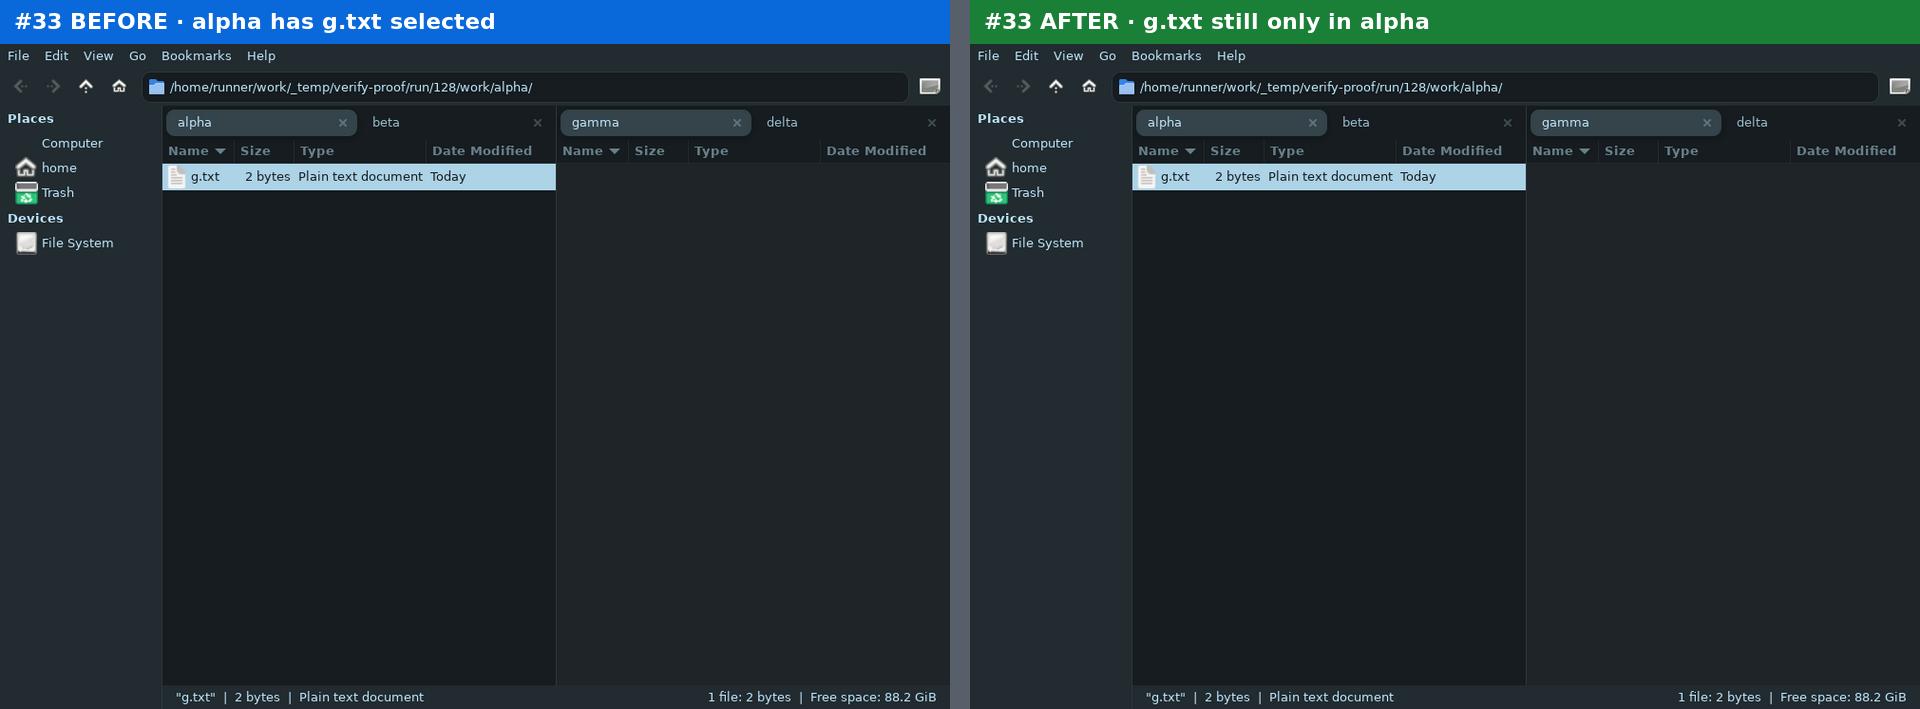 #33 BEFORE · alpha has g.txt selected
File Edit View Go Bookmarks Help
/home/runner/work/_temp/verify-proof/run/128/work/alpha/
Places
Computer
home
Trash
Devices
File System
alpha beta gamma delta
Name Size Type Date Modified Name Size Type Date Modified
g.txt 2 bytes Plain text document Today
"g.txt" | 2 bytes | Plain text document 1 file: 2 bytes | Free space: 88.2 GiB
#33 AFTER · g.txt still only in alpha
File Edit View Go Bookmarks Help
/home/runner/work/_temp/verify-proof/run/128/work/alpha/
Places
Computer
home
Trash
Devices
File System
alpha beta gamma delta
Name Size Type Date Modified Name Size Type Date Modified
g.txt 2 bytes Plain text document Today
"g.txt" | 2 bytes | Plain text document 1 file: 2 bytes | Free space: 88.2 GiB